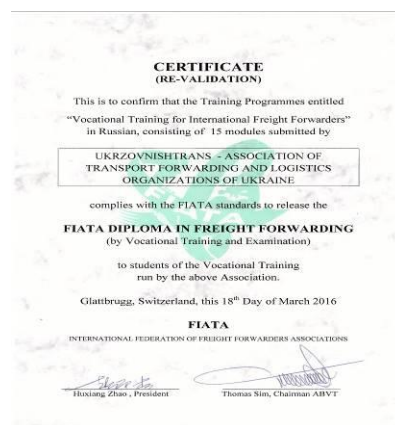 CERTIFICATE
(RE-VALIDATION)
This is to confirm that the Training Programmes entitled
“Vocational Training for International Freight Forwarders”
in Russian, consisting of 15 modules submitted by
UKRZOVNISHTRANS - ASSOCIATION OF
TRANSPORT FORWARDING AND LOGISTICS
ORGANIZATIONS OF UKRAINE
complies with the FIATA standards to release the
FIATA DIPLOMA IN FREIGHT FORWARDING
(by Vocational Training and Examination)
to students of the Vocational Training
run by the above Association.
Glattbrugg, Switzerland, this 18th Day of March 2016
FIATA
INTERNATIONAL FEDERATION OF FREIGHT FORWARDERS ASSOCIATIONS
Huxiang Zhao , President
Thomas Sim, Chairman ABVT